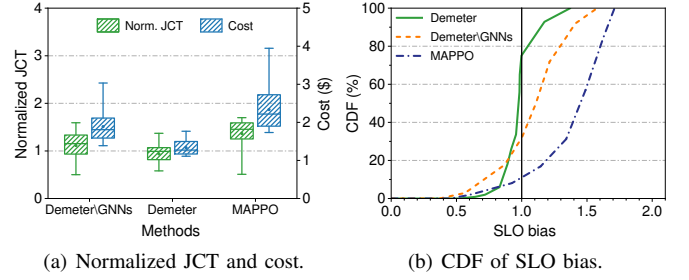 Norm. JCT
Cost
Normalized JCT
4
3
2
1
0
Cost ($)
5
4
3
2
1
0
Demeter\GNNs
Demeter
MAPPO
Methods
(a) Normalized JCT and cost.
Demeter
Demeter\GNNs
MAPPO
CDF (%)
100
80
60
40
20
0
0.0
0.5
1.0
1.5
2.0
SLO bias
(b) CDF of SLO bias.